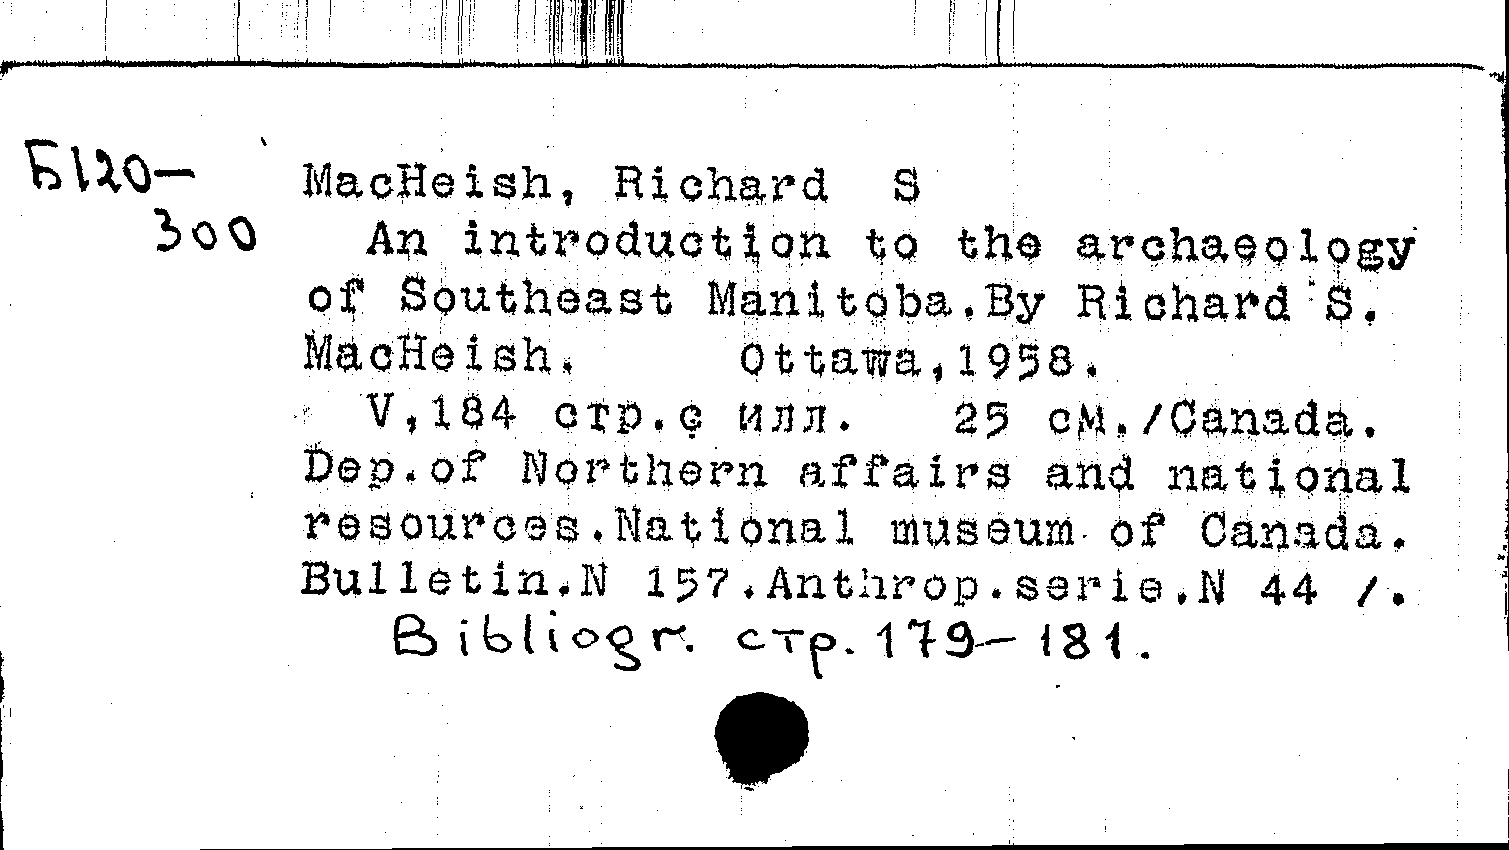 Б120-
300
MacHeish, Richard S
An introduction to the archaeology
of Southeast Manitoba.By Richard S.
MacHeish. Ottawa,1958.
V,184 стр.с илл. 25 см./Canada.
Dep.of Northern affairs and national
resources.National museum of Canada.
Bulletin.N 157.Anthrop.serie.N 44 /.
Bibliogr. стр. 179-181.